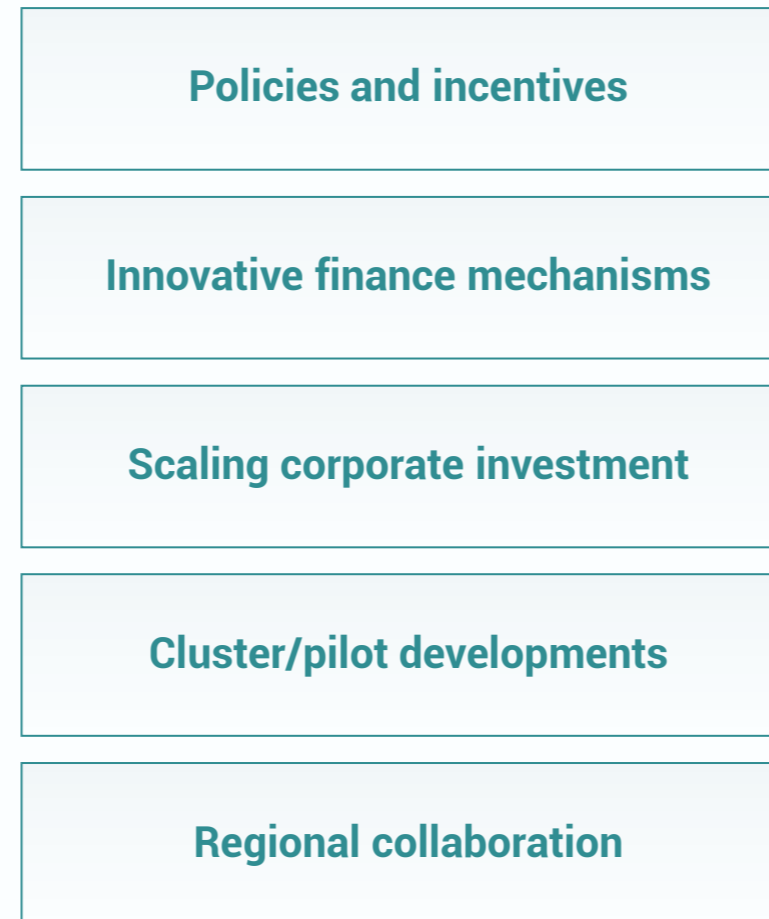 Policies and incentives
Innovative finance mechanisms
Scaling corporate investment
Cluster/pilot developments
Regional collaboration